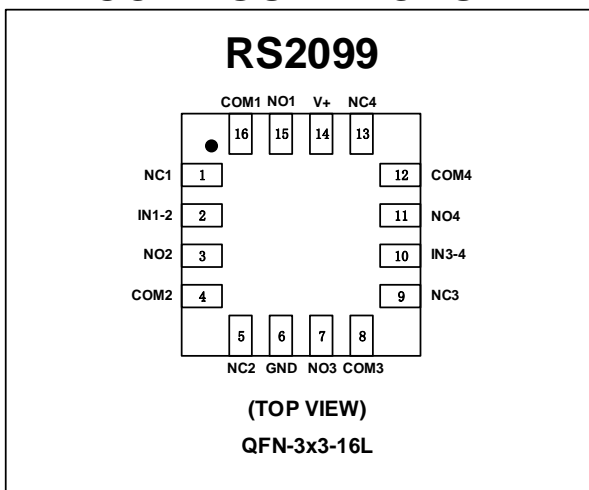 RS2099
COM1 NO1 V+ NC4
16 15 14 13
NC1 1 12 COM4
IN1-2 2 11 NO4
NO2 3 10 IN3-4
COM2 4 9 NC3
5 6 7 8
NC2 GND NO3 COM3
(TOP VIEW)
QFN-3x3-16L